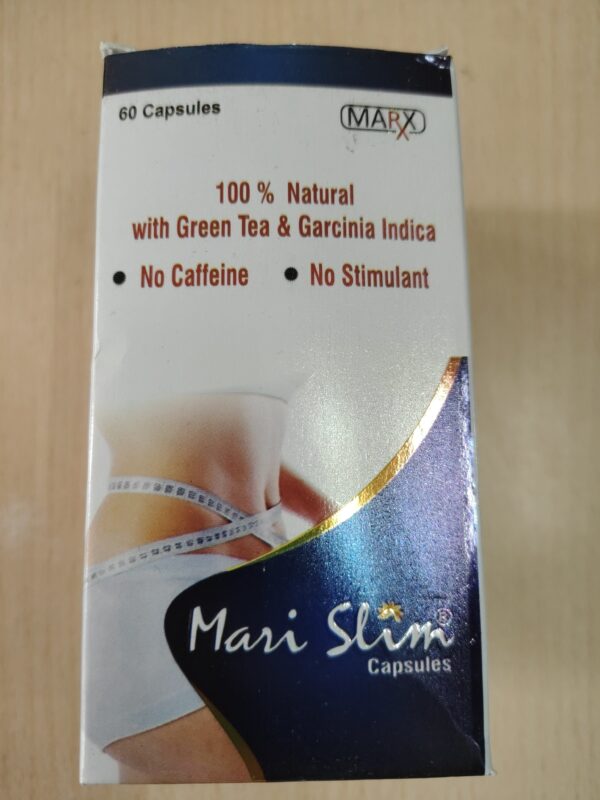 60 Capsules
MARX
100 % Natural
with Green Tea & Garcinia Indica
• No Caffeine • No Stimulant
Mari Slim®
Capsules